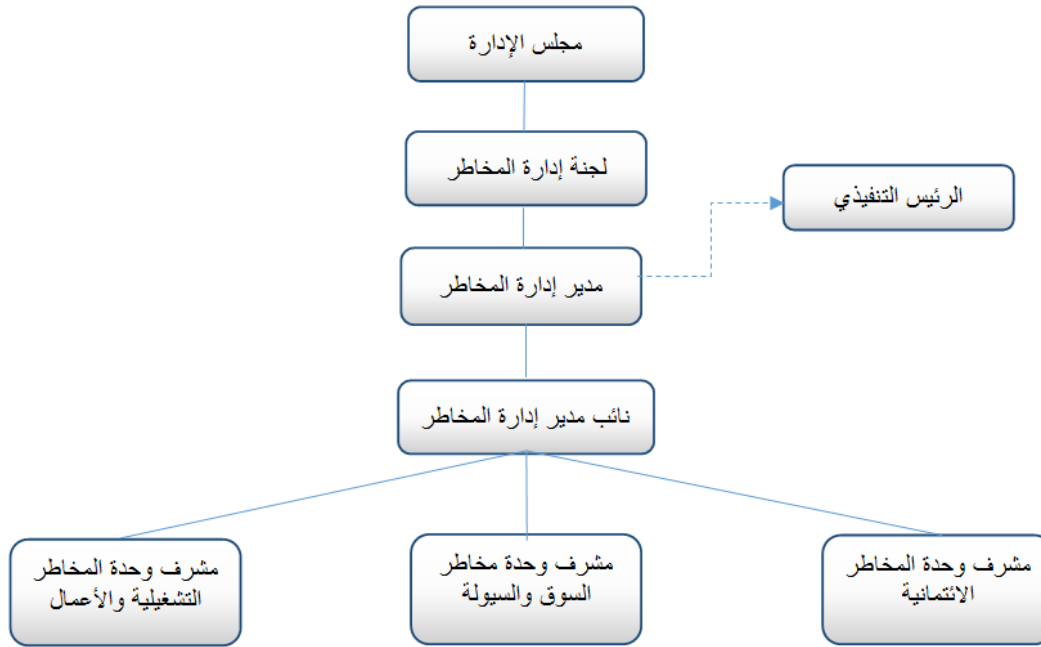 مجلس الإدارة
لجنة إدارة المخاطر
الرئيس التنفيذي
مدير إدارة المخاطر
نائب مدير إدارة المخاطر
مشرف وحدة المخاطر
الائتمانية
مشرف وحدة مخاطر
السوق والسيولة
مشرف وحدة المخاطر
التشغيلية والأعمال